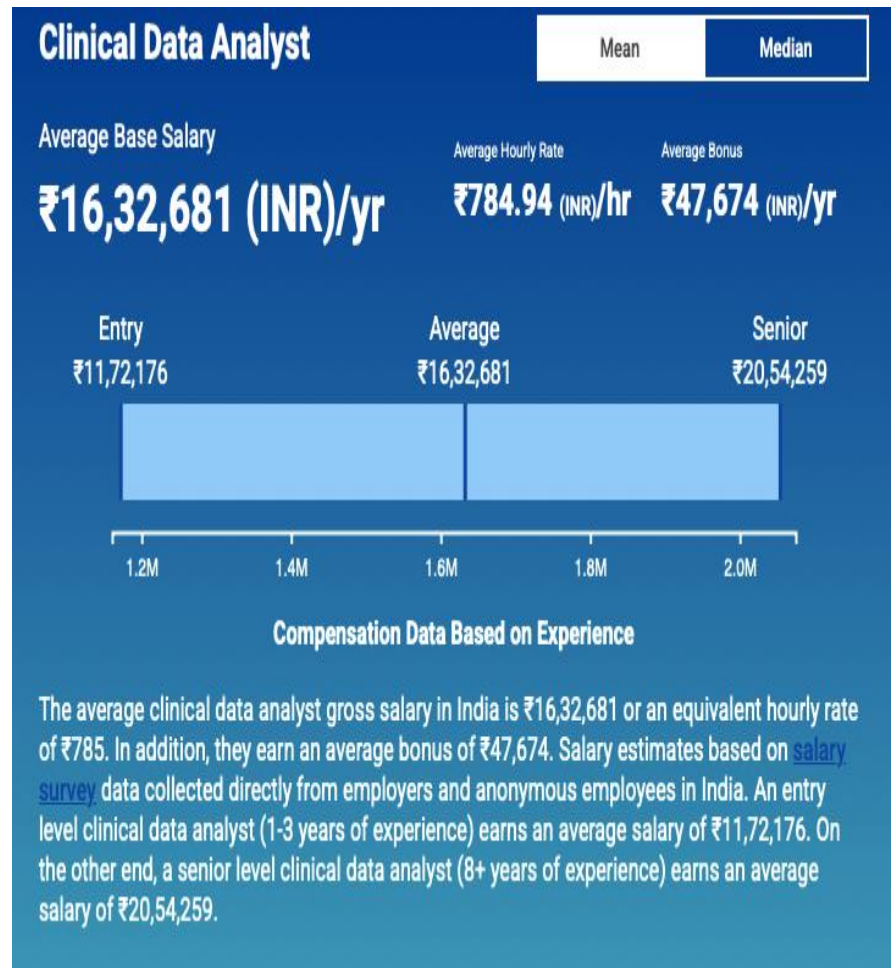 Clinical Data Analyst
Mean
Median
Average Base Salary
₹16,32,681 (INR)/yr
Average Hourly Rate
₹784.94 (INR)/hr
Average Bonus
₹47,674 (INR)/yr
Entry
₹11,72,176
Average
₹16,32,681
Senior
₹20,54,259
1.2M
1.4M
1.6M
1.8M
2.0M
Compensation Data Based on Experience
The average clinical data analyst gross salary in India is ₹16,32,681 or an equivalent hourly rate
of ₹785. In addition, they earn an average bonus of ₹47,674. Salary estimates based on salary
survey data collected directly from employers and anonymous employees in India. An entry
level clinical data analyst (1-3 years of experience) earns an average salary of ₹11,72,176. On
the other end, a senior level clinical data analyst (8+ years of experience) earns an average
salary of ₹20,54,259.